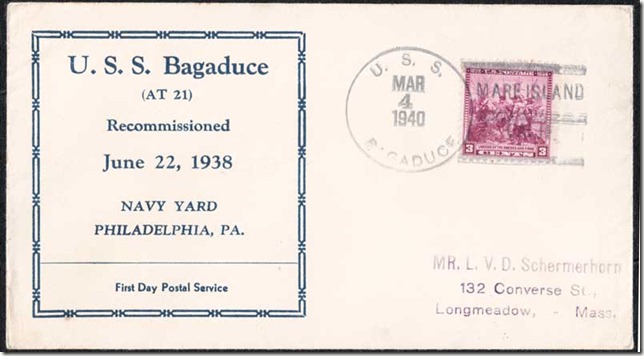 U. S. S. Bagaduce
(AT 21)
Recommissioned
June 22, 1938
NAVY YARD
PHILADELPHIA, PA.
First Day Postal Service
U. S. S.
MAR
4
1940
BAGADUCE
U.S. POSTAGE
MARE ISLAND
3 CENTS 3
MR. L. V. D. Schermerhorn
132 Converse St.,
Longmeadow, - Mass.